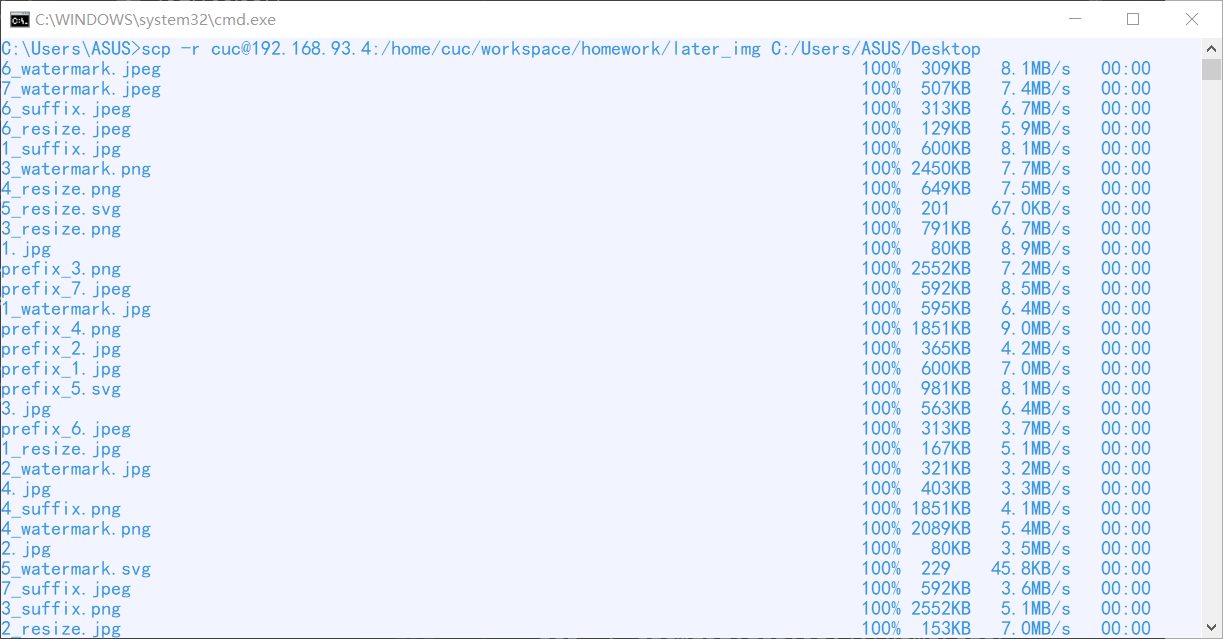 C:\WINDOWS\system32\cmd.exe
C:\Users\ASUS>scp -r cuc@192.168.93.4:/home/cuc/workspace/homework/later_img C:/Users/ASUS/Desktop
6_watermark.jpeg 100% 309KB 8.1MB/s 00:00
7_watermark.jpeg 100% 507KB 7.4MB/s 00:00
6_suffix.jpeg 100% 313KB 6.7MB/s 00:00
6_resize.jpeg 100% 129KB 5.9MB/s 00:00
1_suffix.jpg 100% 600KB 8.1MB/s 00:00
3_watermark.png 100% 2450KB 7.7MB/s 00:00
4_resize.png 100% 649KB 7.5MB/s 00:00
5_resize.svg 100% 201 67.0KB/s 00:00
3_resize.png 100% 791KB 6.7MB/s 00:00
1.jpg 100% 80KB 8.9MB/s 00:00
prefix_3.png 100% 2552KB 7.2MB/s 00:00
prefix_7.jpeg 100% 592KB 8.5MB/s 00:00
1_watermark.jpg 100% 595KB 6.4MB/s 00:00
prefix_4.png 100% 1851KB 9.0MB/s 00:00
prefix_2.jpg 100% 365KB 4.2MB/s 00:00
prefix_1.jpg 100% 600KB 7.0MB/s 00:00
prefix_5.svg 100% 981KB 8.1MB/s 00:00
3.jpg 100% 563KB 6.4MB/s 00:00
prefix_6.jpeg 100% 313KB 3.7MB/s 00:00
1_resize.jpg 100% 167KB 5.1MB/s 00:00
2_watermark.jpg 100% 321KB 3.2MB/s 00:00
4.jpg 100% 403KB 3.3MB/s 00:00
4_suffix.png 100% 1851KB 4.1MB/s 00:00
4_watermark.png 100% 2089KB 5.4MB/s 00:00
2.jpg 100% 80KB 3.5MB/s 00:00
5_watermark.svg 100% 229 45.8KB/s 00:00
7_suffix.jpeg 100% 592KB 3.6MB/s 00:00
3_suffix.png 100% 2552KB 5.1MB/s 00:00
2_resize.jpg 100% 153KB 7.0MB/s 00:00